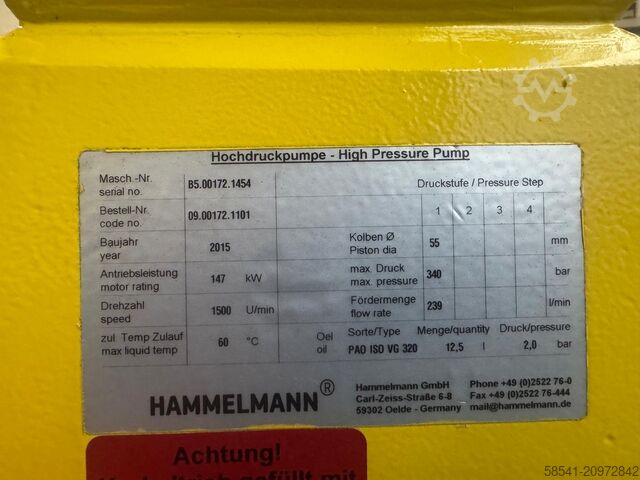 Hochdruckpumpe - High Pressure Pump
Masch.-Nr. B5.00172.1454 Druckstufe / Pressure Step
serial no.
Bestell-Nr. 09.00172.1101 1 2 3 4
code no.
Baujahr 2015 Kolben Ø 55 mm
year Piston dia
Antriebsleistung 147 kW max. Druck 340 bar
motor rating max. pressure
Drehzahl 1500 U/min Fördermenge 239 l/min
speed flow rate
zul. Temp Zulauf 60 °C Oel Sorte/Type Menge/quantity Druck/pressure
max liquid temp oil PAO ISO VG 320 12,5 l 2,0 bar
HAMMELMANN®
Hammelmann GmbH Phone +49 (0)2522 76-0
Carl-Zeiss-Straße 6-8 Fax +49 (0)2522 76-444
59302 Oelde - Germany mail@hammelmann.de
Achtung!
58541-20972842